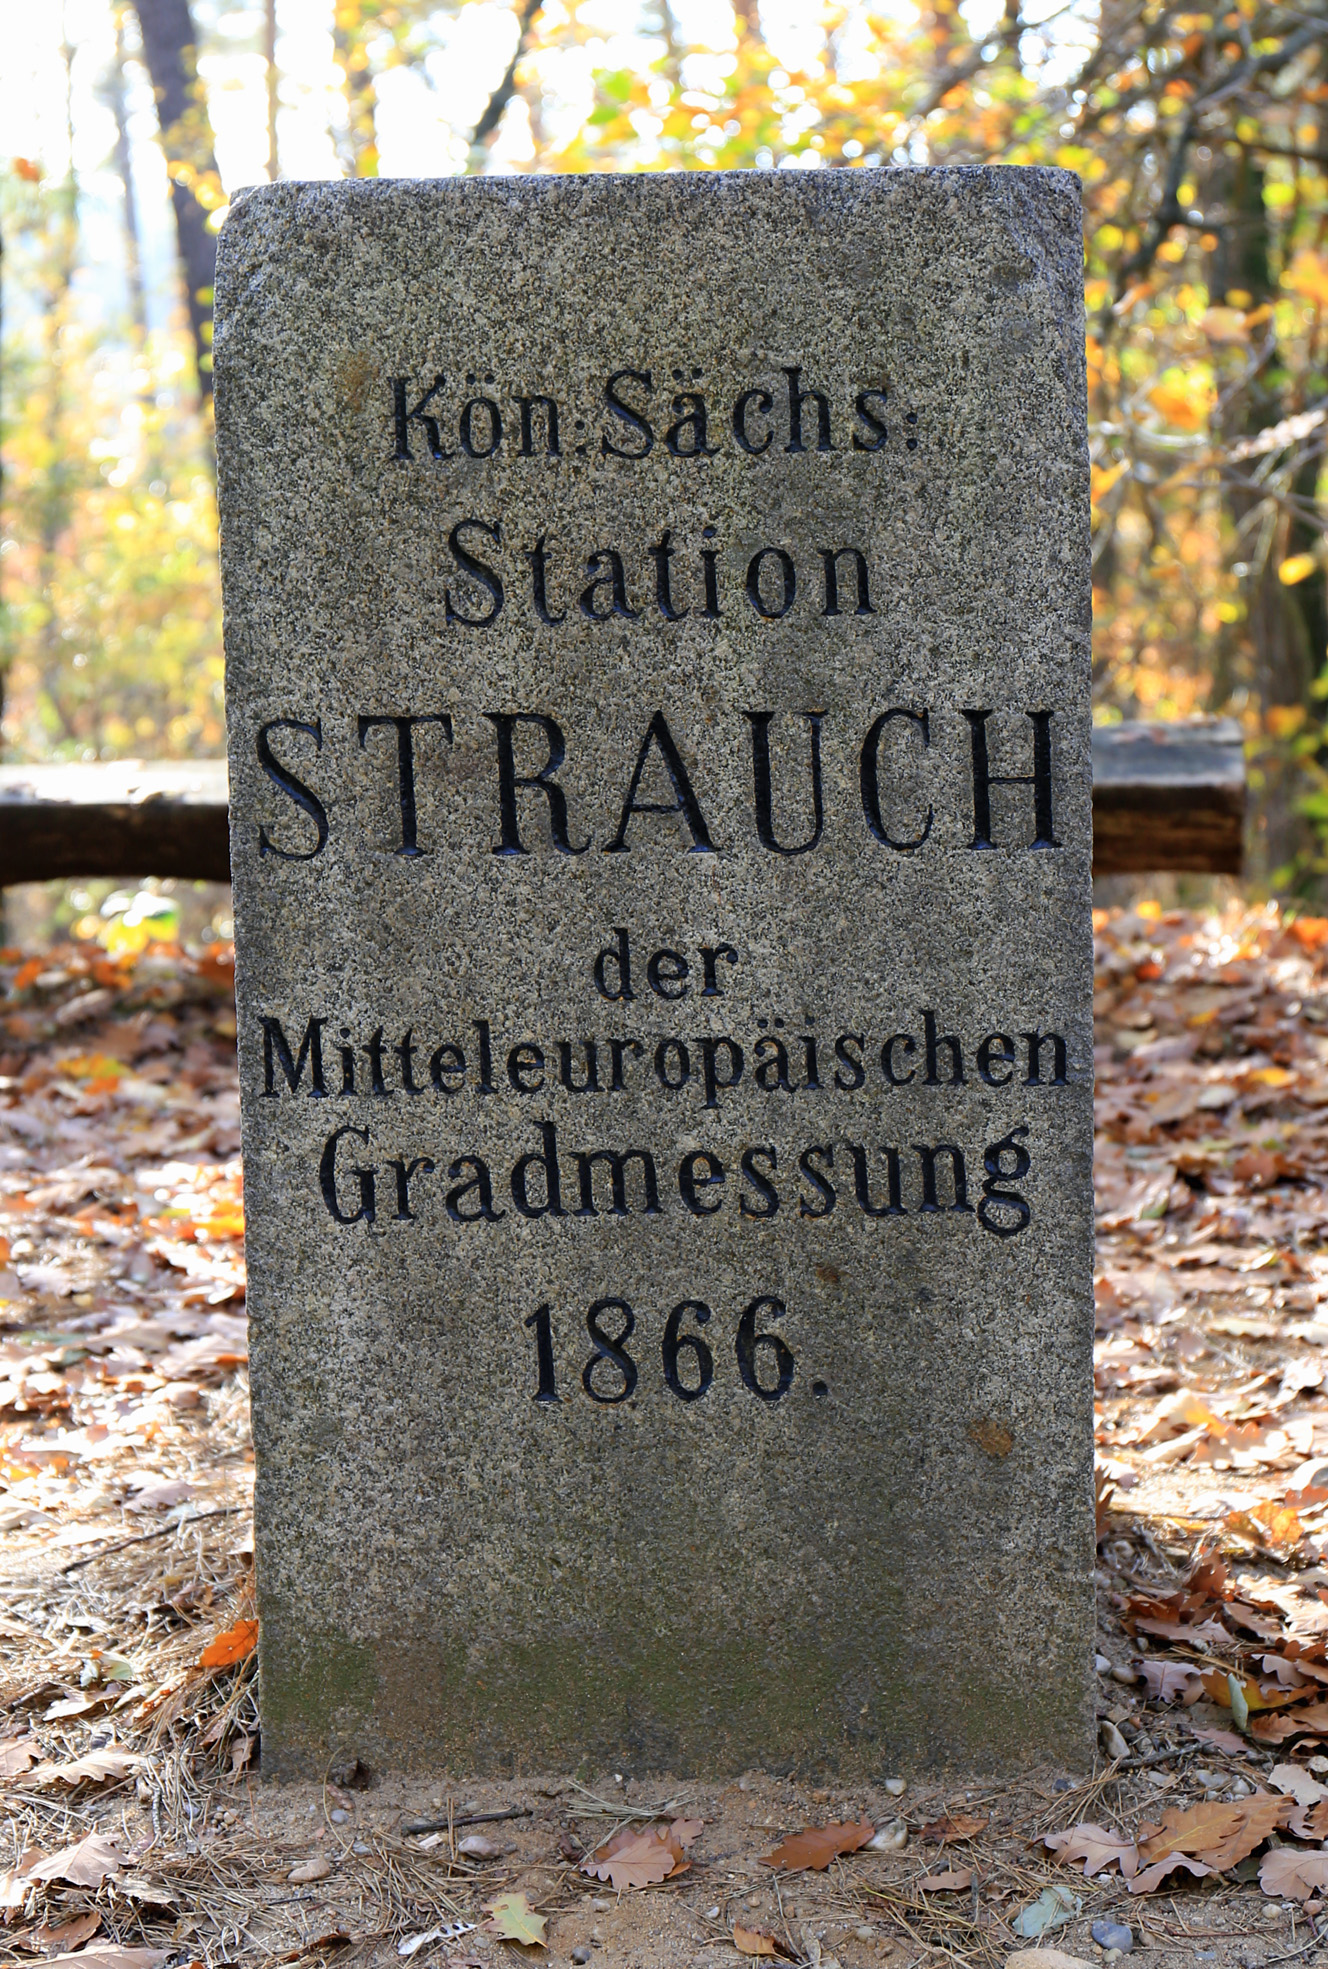 Kön: Sächs:
Station
STRAUCH
der
Mitteleuropäischen
Gradmessung
1866.